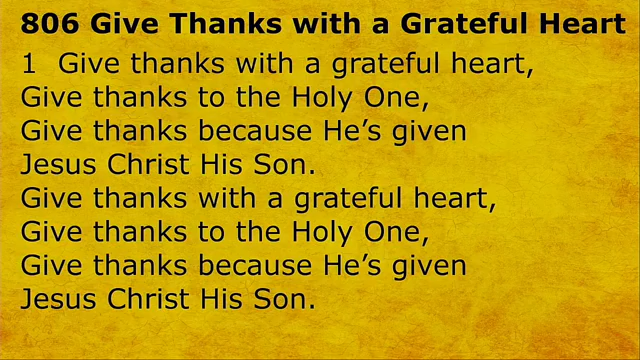 806 Give Thanks with a Grateful Heart
1  Give thanks with a grateful heart,
Give thanks to the Holy One,
Give thanks because He’s given
Jesus Christ His Son.
Give thanks with a grateful heart,
Give thanks to the Holy One,
Give thanks because He’s given
Jesus Christ His Son.